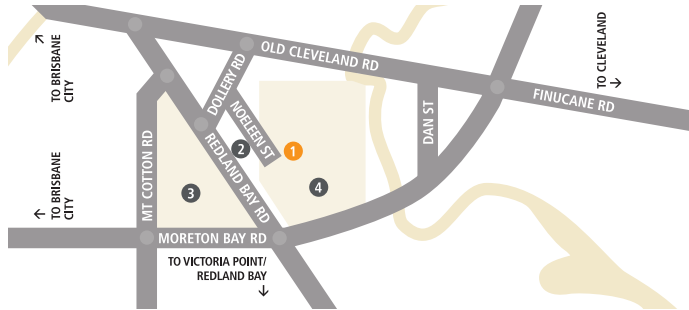 OLD CLEVELAND RD
TO CLEVELAND
→
FINUCANE RD
TO BRISBANE
CITY
DOLLERY RD
NOELEEN ST
DAN ST
1
2
3
4
REDLAND BAY RD
MT COTTON RD
TO BRISBANE
CITY
MORETON BAY RD
TO VICTORIA POINT/
REDLAND BAY